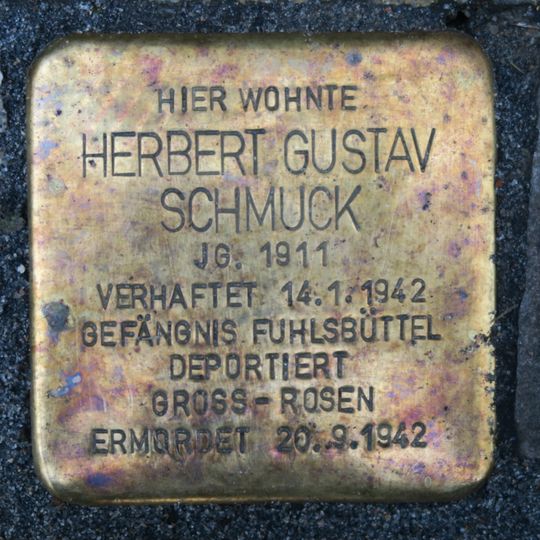 HIER WOHNTE
HERBERT GUSTAV
SCHMUCK
JG. 1911
VERHAFTET 14.1.1942
GEFÄNGNIS FUHLSBÜTTEL
DEPORTIERT
GROSS-ROSEN
ERMORDET 20.9.1942